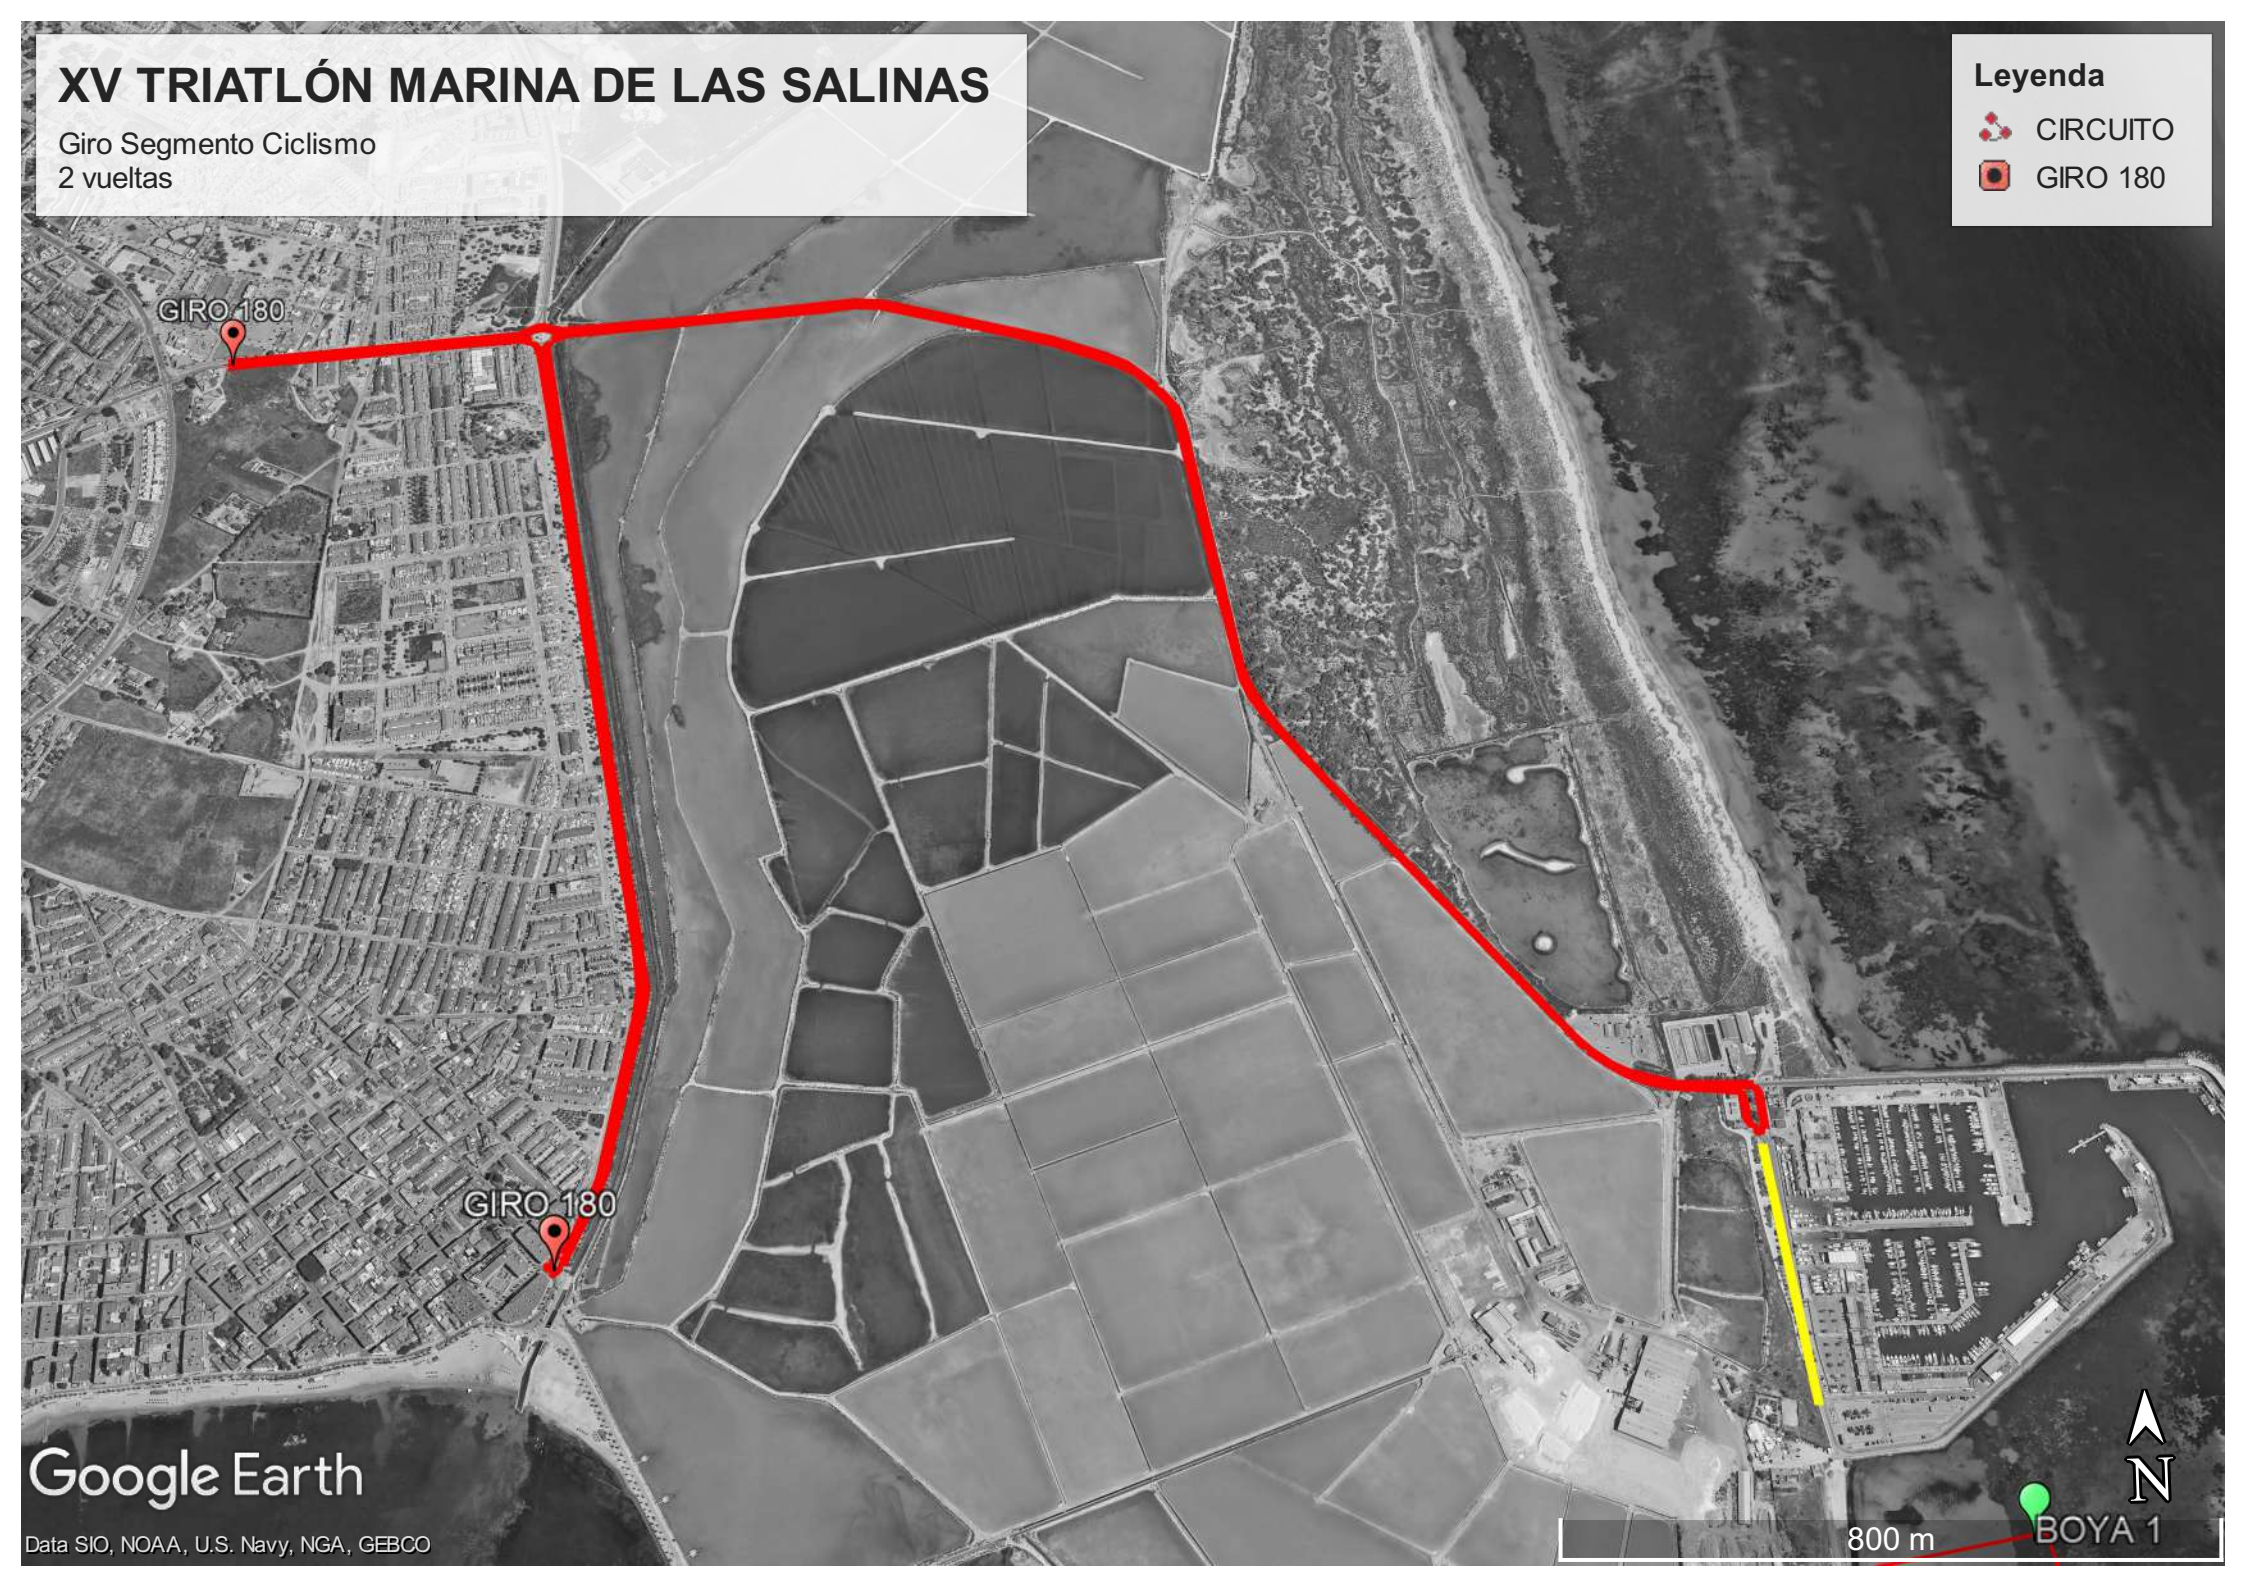 XV TRIATLÓN MARINA DE LAS SALINAS
Giro Segmento Ciclismo
2 vueltas
Leyenda
CIRCUITO
GIRO 180
GIRO 180
GIRO 180
Google Earth
Data SIO, NOAA, U.S. Navy, NGA, GEBCO
N
800 m
BOYA 1